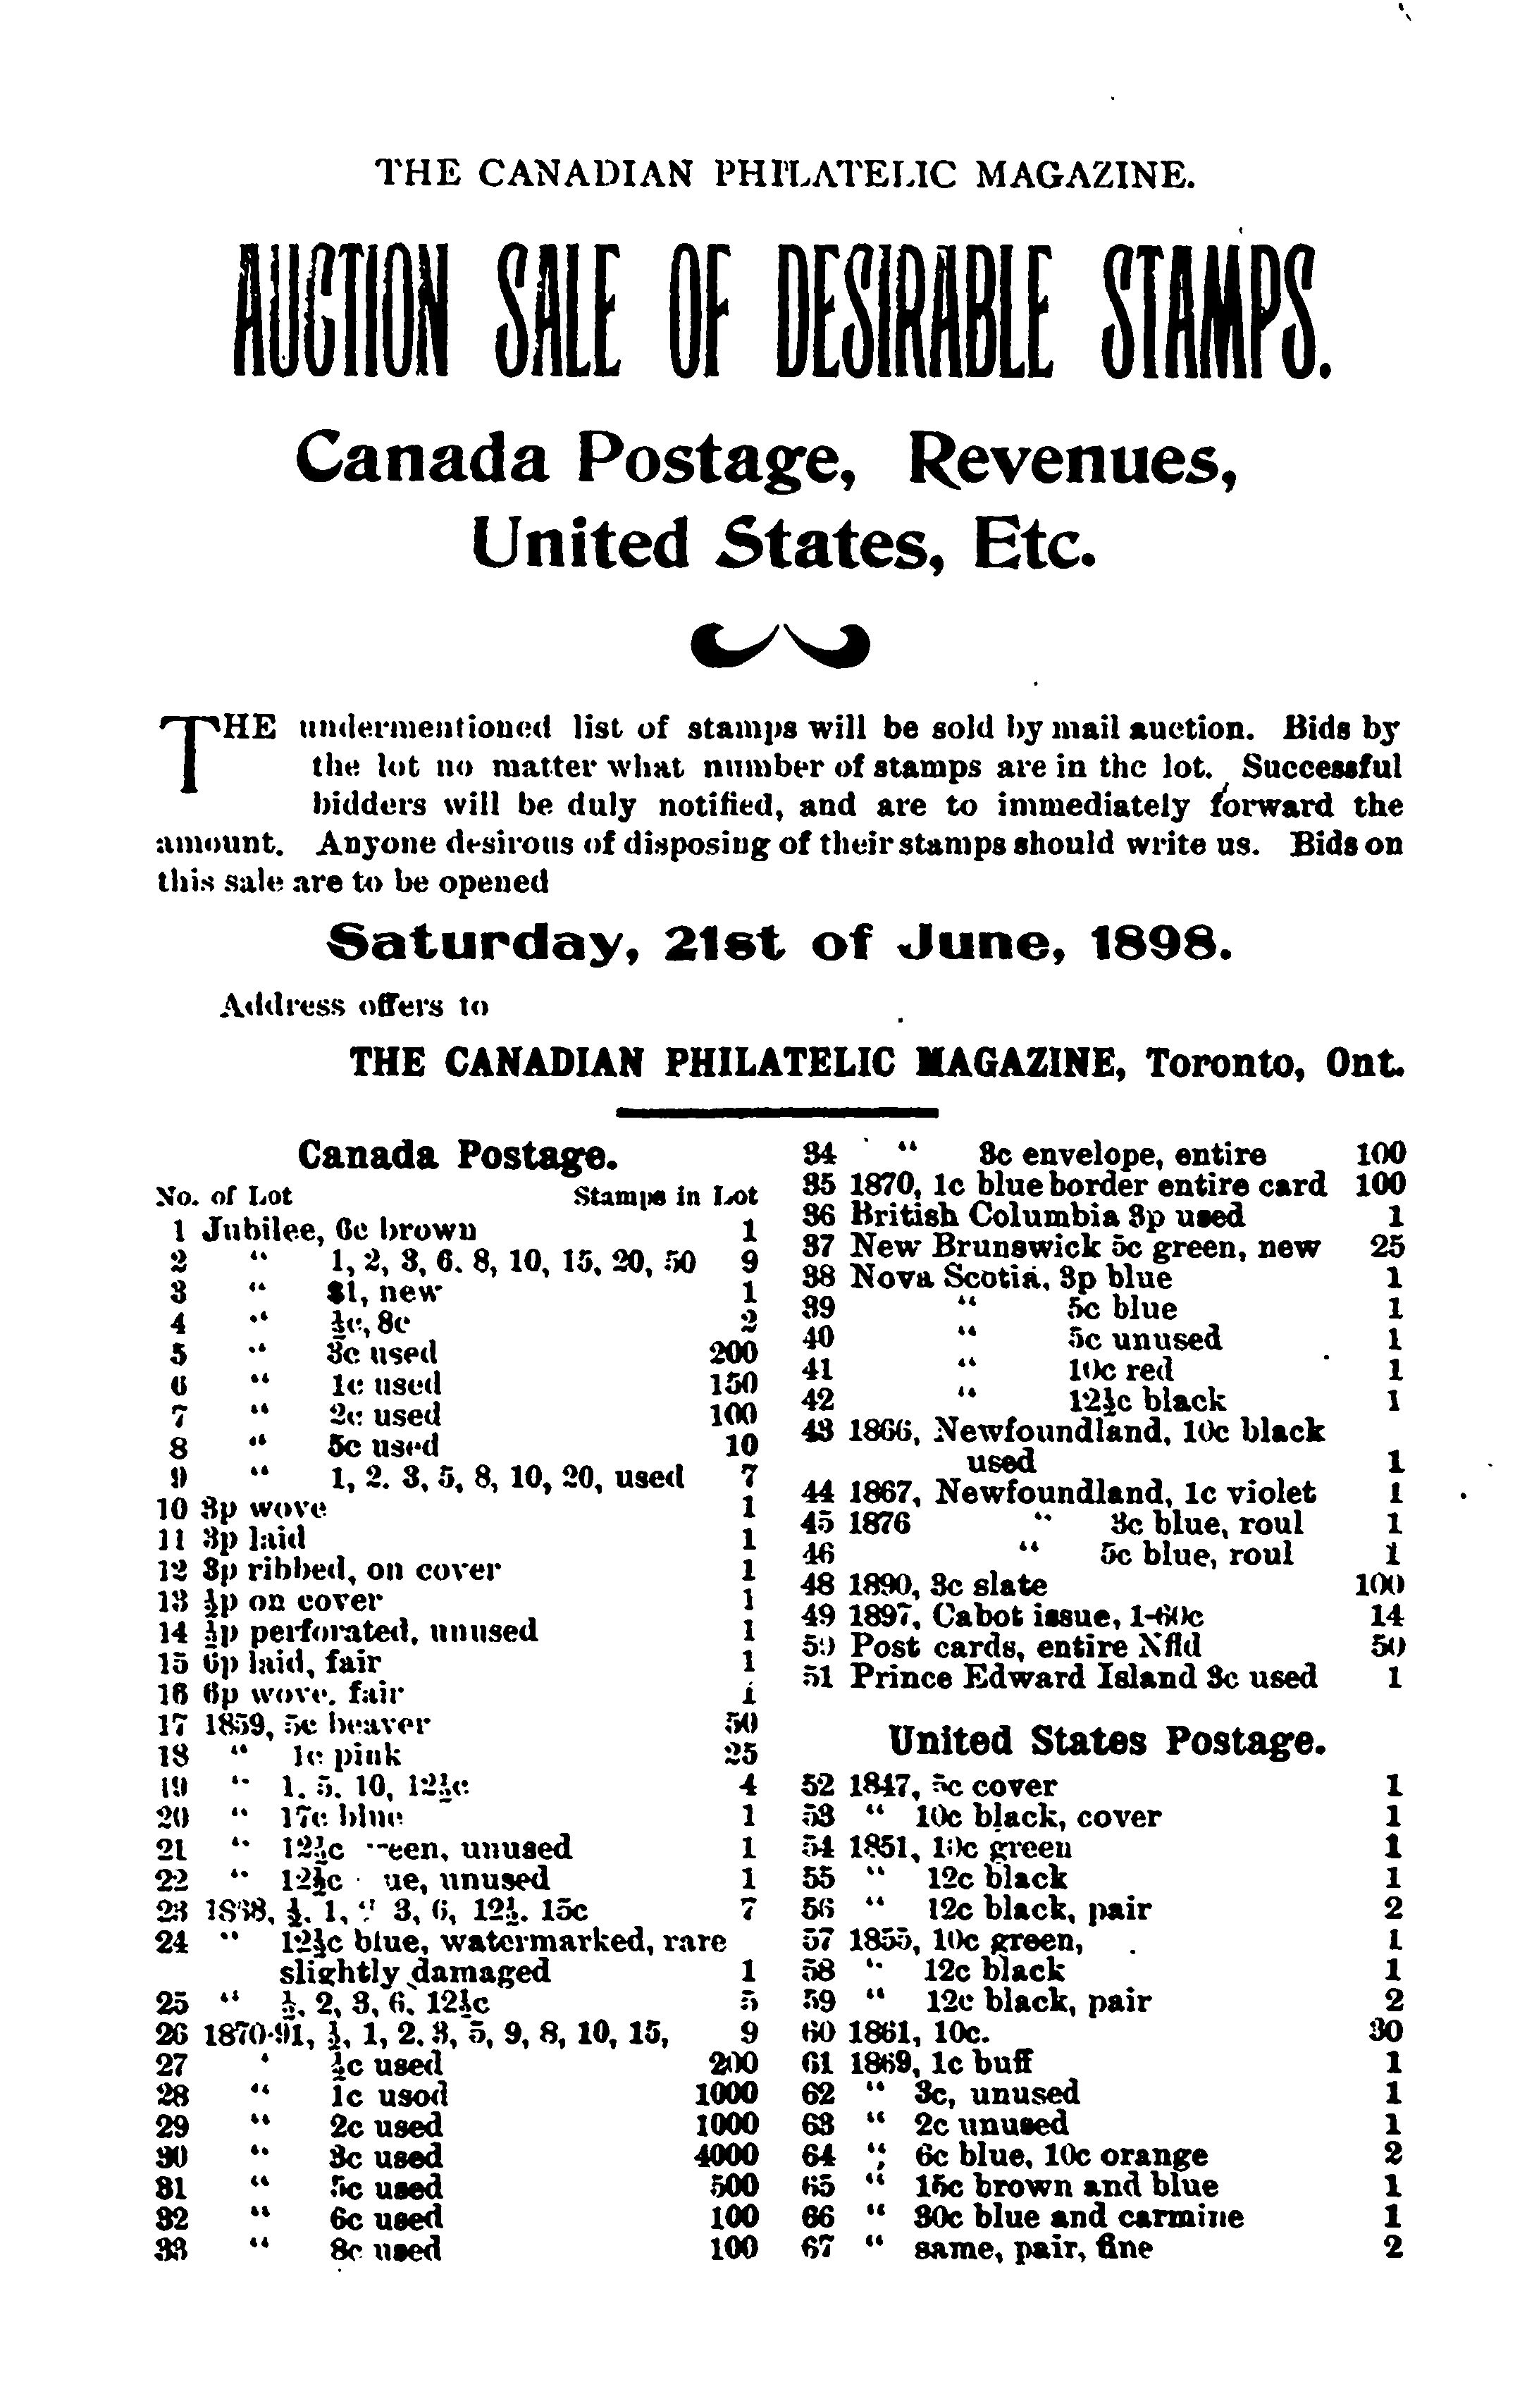 THE CANADIAN PHILATELIC MAGAZINE.
AUCTION SALE OF DESIRABLE STAMPS.
Canada Postage, Revenues,
United States, Etc.
THE undermentioned list of stamps will be sold by mail auction. Bids by
the lot no matter what number of stamps are in the lot. Successful
bidders will be duly notified, and are to immediately forward the
amount. Anyone desirous of disposing of their stamps should write us. Bids on
this sale are to be opened
Saturday, 21st of June, 1898.
Address offers to
THE CANADIAN PHILATELIC MAGAZINE, Toronto, Ont.
Canada Postage.
No. of Lot Stamps in Lot
1 Jubilee, 6c brown 1
2 “ 1, 2, 3, 6. 8, 10, 15, 20, 50 9
3 “ $1, new 1
4 “ ½c, 8c 2
5 “ 3c used 200
6 “ 1c used 150
7 “ 2c used 100
8 “ 5c used 10
9 “ 1, 2. 3, 5, 8, 10, 20, used 7
10 3p wove 1
11 3p laid 1
12 3p ribbed, on cover 1
13 ½p on cover 1
14 ½p perforated, unused 1
15 6p laid, fair 1
16 6p wove. fair 1
17 1859, 5c beaver 50
18 “ 1c pink 25
19 “ 1. 5. 10, 12½c 4
20 “ 17c blue 1
21 “ 12½c unused 1
22 “ 12½c unused 1
23 1868, ½. 1, 3, 6, 12½. 15c 7
24 “ 12½c blue, watermarked, rare
slightly damaged 1
25 “ ½. 2, 3, 6, 12½c 5
26 1870-91, ½, 1, 2. 3, 5, 9, 8, 10, 15, 9
27 “ ½c used 200
28 “ 1c usod 1000
29 “ 2c used 1000
30 “ 3c used 4000
31 “ 5c used 500
32 “ 6c used 100
33 “ 8c used 100
34 “ 3c envelope, entire 100
35 1870, 1c blue border entire card 100
36 British Columbia 3p used 1
37 New Brunswick 5c green, new 25
38 Nova Scotia, 3p blue 1
39 “ 5c blue 1
40 “ 5c unused 1
41 “ 10c red 1
42 “ 12½c black 1
43 1866, Newfoundland, 10c black
used 1
44 1867, Newfoundland, 1c violet 1
45 1876 “ 3c blue, roul 1
46 “ 5c blue, roul 1
48 1890, 3c slate 100
49 1897, Cabot issue, 1-60c 14
50 Post cards, entire Nfld 50
51 Prince Edward Island 3c used 1
United States Postage.
52 1847, 5c cover 1
53 “ 10c black, cover 1
54 1851, 10c green 1
55 “ 12c black 1
56 “ 12c black, pair 2
57 1855, 10c green, 1
58 “ 12c black 1
59 “ 12c black, pair 2
60 1861, 10c. 30
61 1869, 1c buff 1
62 “ 3c, unused 1
63 “ 2c unused 1
64 “ 6c blue, 10c orange 2
65 “ 15c brown and blue 1
66 “ 30c blue and carmine 1
67 “ same, pair, fine 2